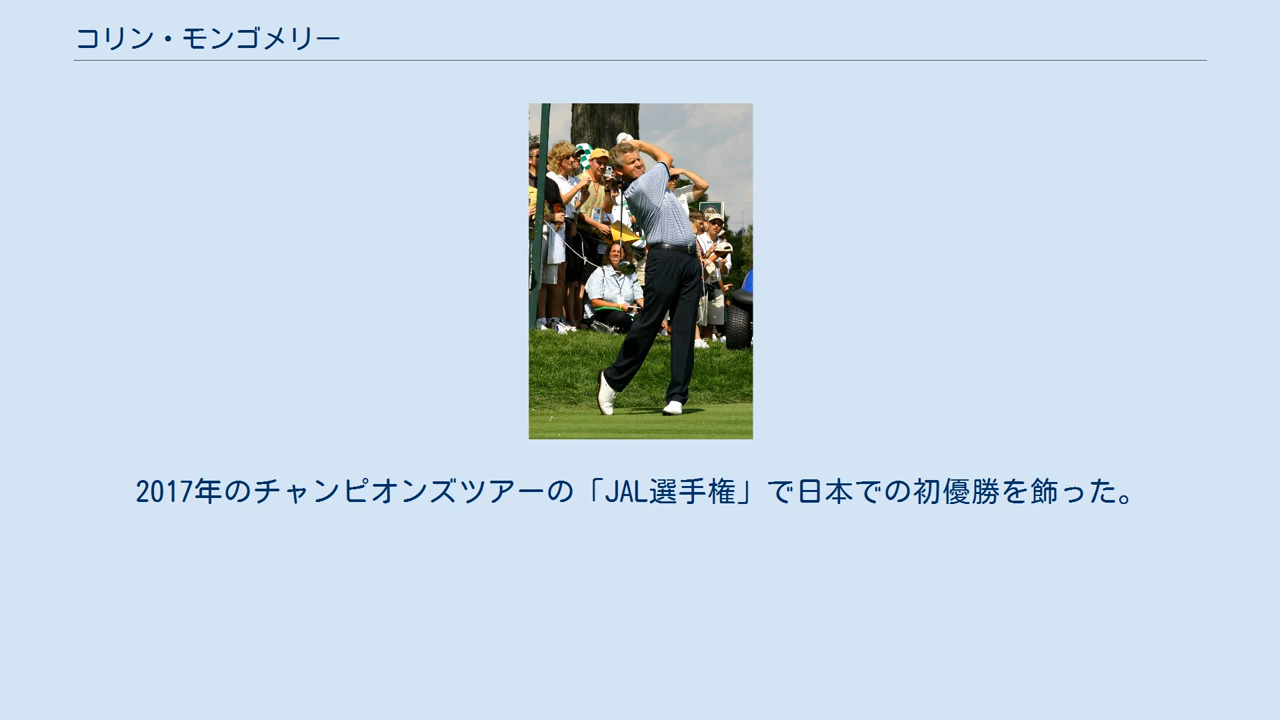 コリン・モンゴメリー
2017年のチャンピオンズツアーの「JAL選手権」で日本での初優勝を飾った。